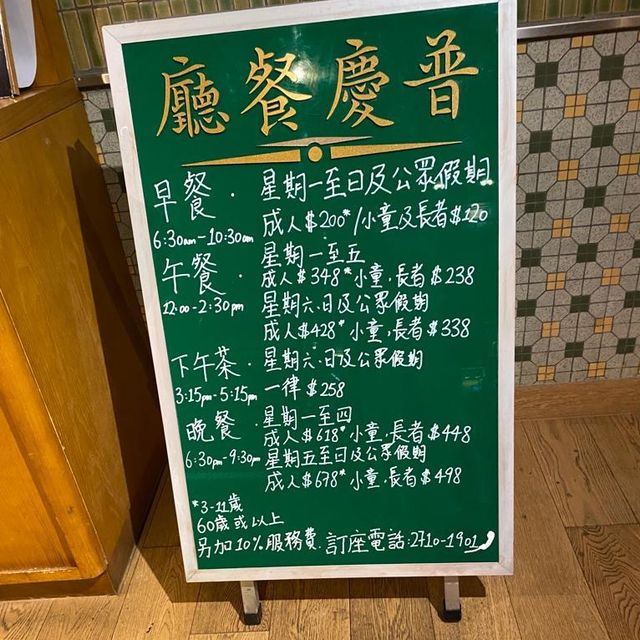 普慶餐廳
早餐. 星期一至日及公眾假期
6:30am-10:30am 成人$200*/小童及長者$120
午餐. 星期一至五
12:00-2:30pm 成人$348*小童,長者$238
星期六.日及公眾假期
成人$428*小童,長者$338
下午茶. 星期六.日及公眾假期
3:15pm-5:15pm 一律$258
晚餐. 星期一至四
成人$618*小童,長者$448
6:30pm-9:30pm 星期五至日及公眾假期
成人$678*小童,長者$498
*3-11歲
60歲或以上
另加10%服務費. 訂座電話:2710-1901